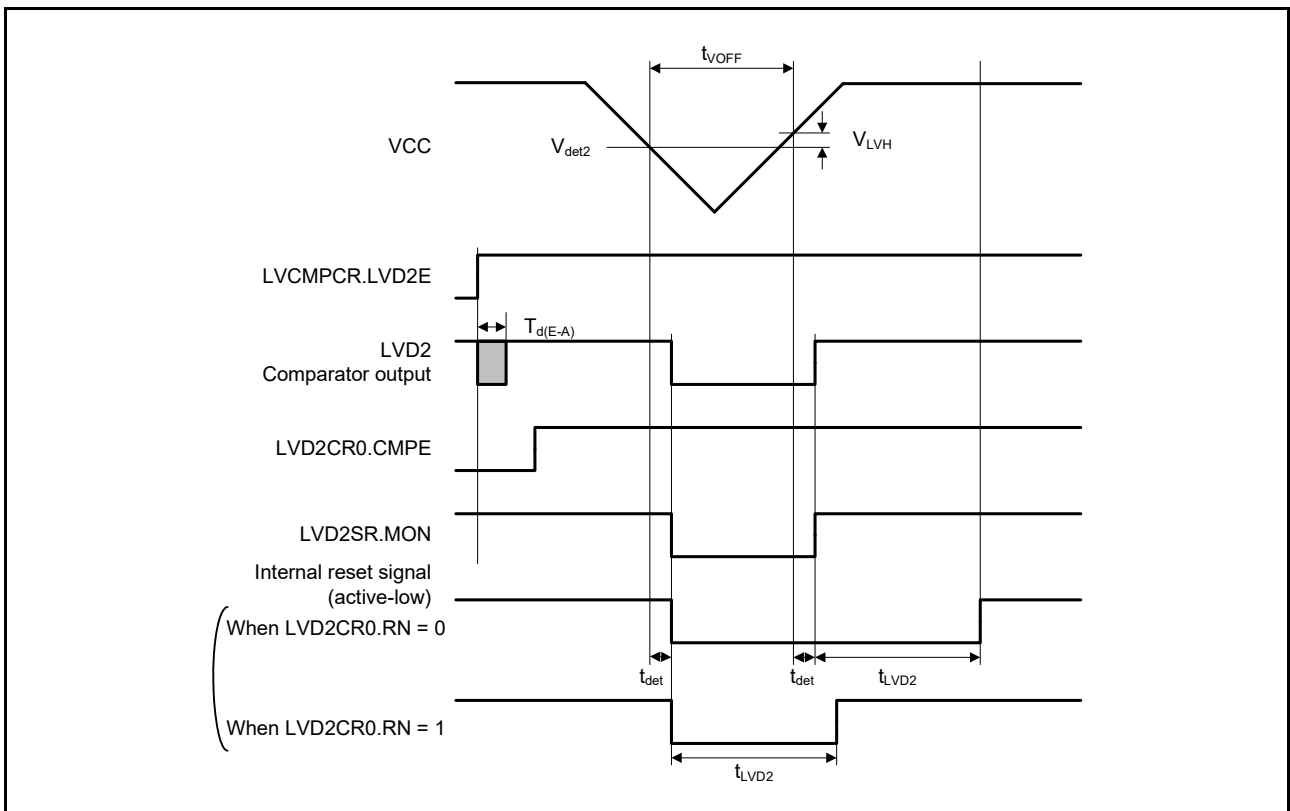 tVOFF
VCC
Vdet2
VLVH
LVCMPCR.LVD2E
Td(E-A)
LVD2
Comparator output
LVD2CR0.CMPE
LVD2SR.MON
Internal reset signal
(active-low)
When LVD2CR0.RN = 0
tdet
tdet
tLVD2
When LVD2CR0.RN = 1
tLVD2